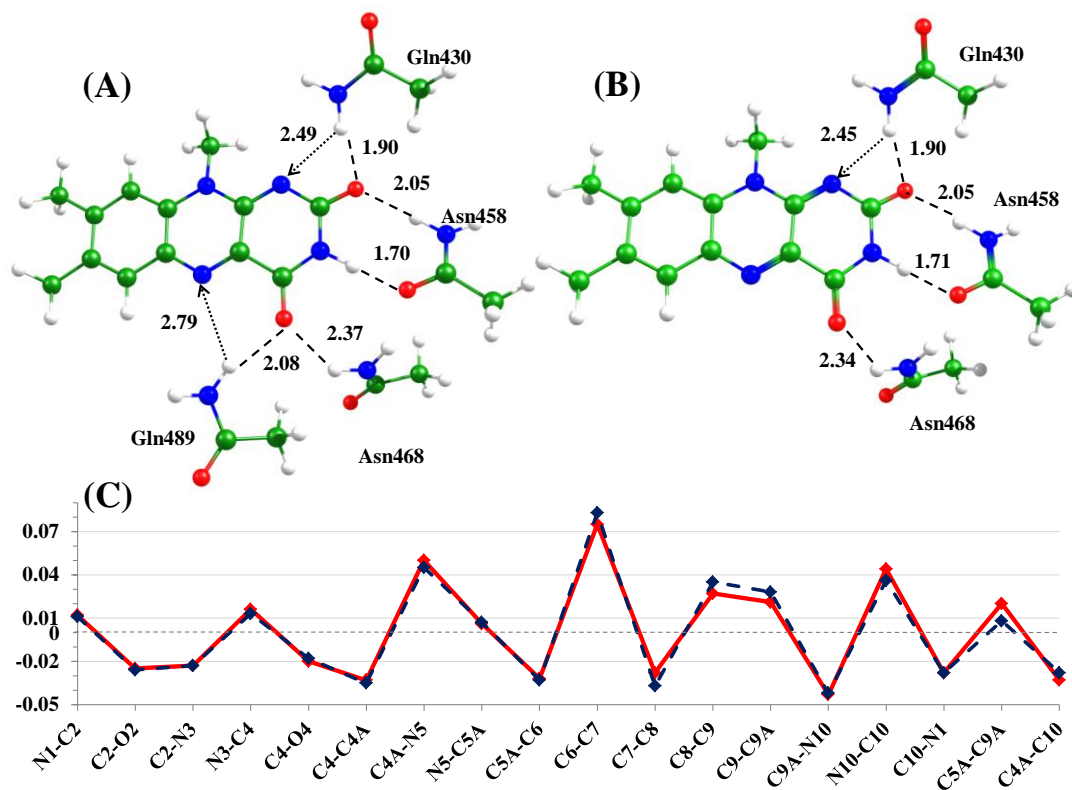 (A)
Gln430
2.49
1.90
2.05
Asn458
1.70
2.79
2.08
2.37
Gln489
Asn468
(B)
Gln430
2.45
1.90
2.05
Asn458
1.71
2.34
Asn468
(C)
0.07
0.04
0.01
0
-0.02
-0.05
N1-C2
C2-O2
C2-N3
N3-C4
C4-O4
C4-C4A
C4A-N5
N5-C5A
C5A-C6
C6-C7
C7-C8
C8-C9
C9-C9A
C9A-N10
N10-C10
C10-N1
C5A-C9A
C4A-C10